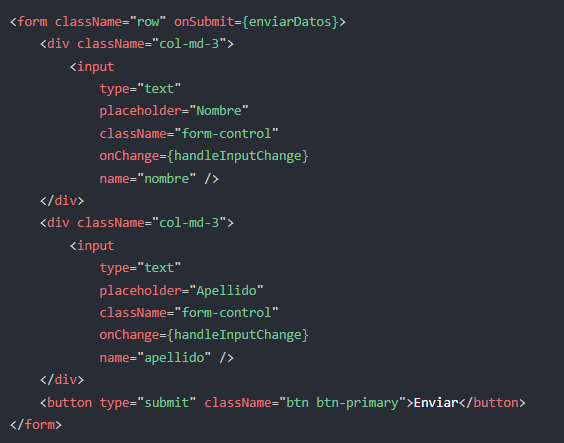 <form className="row" onSubmit={enviarDatos}>
    <div className="col-md-3">
        <input
            type="text"
            placeholder="Nombre"
            className="form-control"
            onChange={handleInputChange}
            name="nombre" />
    </div>
    <div className="col-md-3">
        <input
            type="text"
            placeholder="Apellido"
            className="form-control"
            onChange={handleInputChange}
            name="apellido" />
    </div>
    <button type="submit" className="btn btn-primary">Enviar</button>
</form>